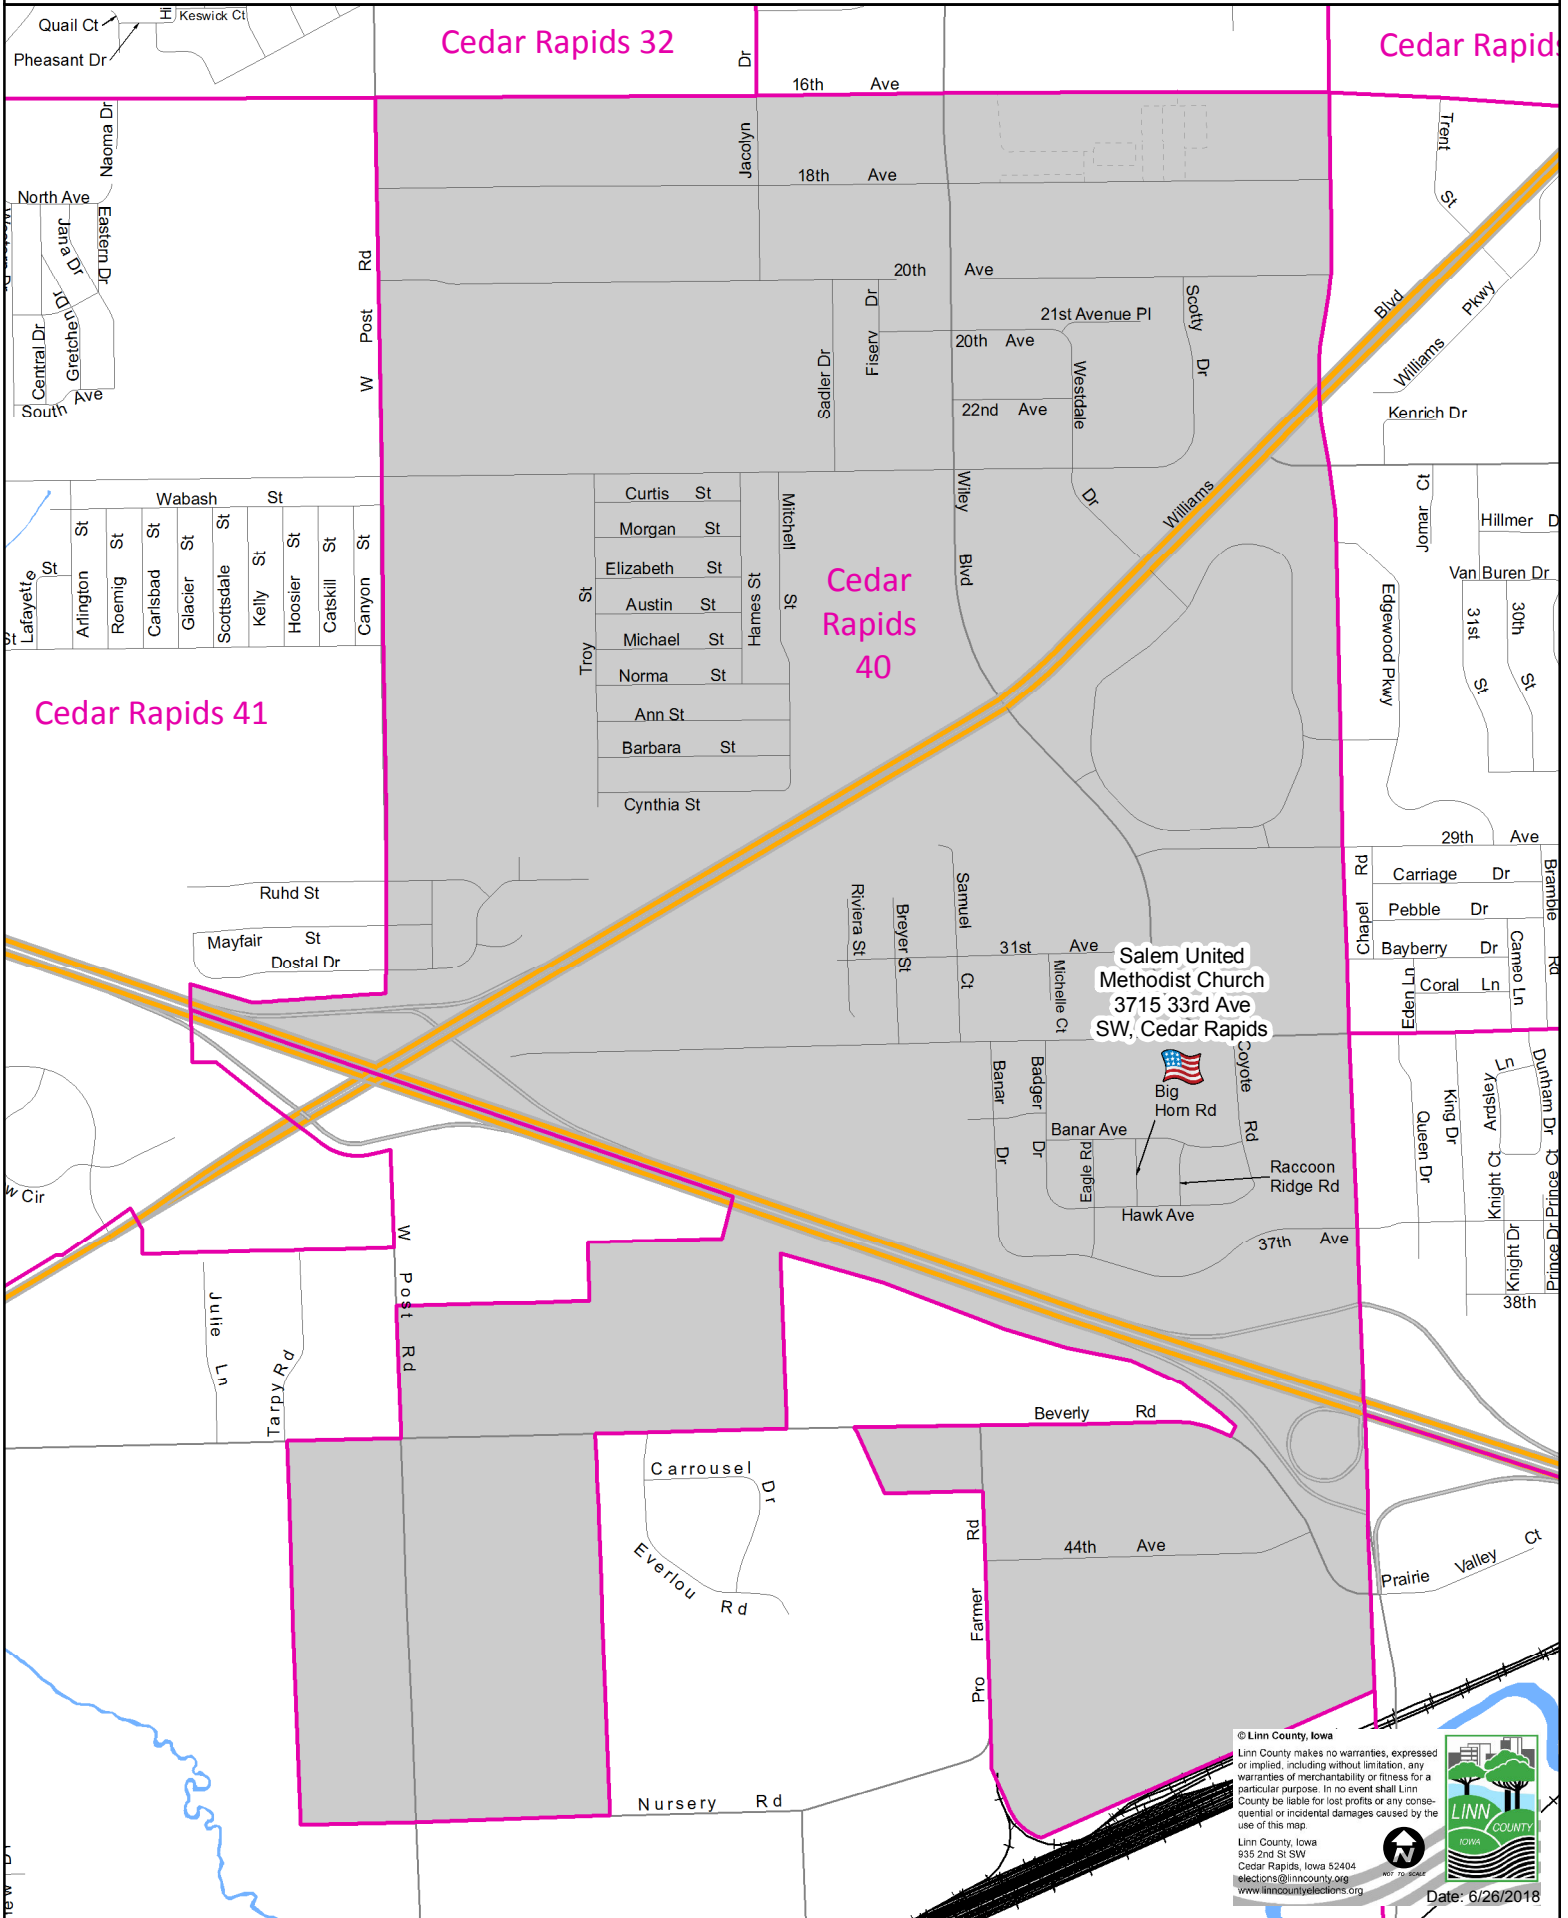 Quail Ct
Keswick Ct
Pheasant Dr
Cedar Rapids 32
Dr
16th Ave
Naoma Dr
Jacolyn
18th Ave
Trent
St
North Ave
Jana Dr
Eastern Dr
Gretchen Dr
Central Dr
South Ave
W Post Rd
20th Ave
Sadler Dr
Fiserv Dr
21st Avenue Pl
20th Ave
22nd Ave
Westdale
Dr
Scotty Dr
Blvd
Williams
Williams Pkwy
Kenrich Dr
Wabash St
Lafayette St
St
Arlington St
Roemig St
Carlsbad St
Glacier St
Scottsdale St
Kelly St
Hoosier St
Catskill St
Canyon St
Curtis St
Morgan St
Elizabeth St
Austin St
Michael St
Norma St
Ann St
Barbara St
Cynthia St
Troy St
Hames St
Mitchell St
Wiley Blvd
Cedar
Rapids
40
Jomar Ct
Hillmer D
Van Buren Dr
31st St
30th St
Edgewood Pkwy
Cedar Rapids 41
29th Ave
Chapel Rd
Carriage Dr
Pebble Dr
Bayberry Dr
Coral Ln
Eden Ln
Cameo Ln
Bramble Rd
Ruhd St
Mayfair St
Dostal Dr
Riviera St
Breyer St
Samuel Ct
31st Ave
Michelle Ct
Salem United
Methodist Church
3715 33rd Ave
SW, Cedar Rapids
Banar Dr
Badger Dr
Coyote Rd
Big
Horn Rd
Banar Ave
Eagle Rd
Raccoon
Ridge Rd
Hawk Ave
37th Ave
Queen Dr
King Dr
Ardsley Ln
Dunham Dr
Knight Ct
Prince Ct
Knight Dr
Prince Dr
38th
w Cir
W Post Rd
Julie Ln
Tarpy Rd
Beverly Rd
Carrousel Dr
Everlou Rd
44th Ave
Pro Farmer Rd
Prairie Valley Ct
Nursery Rd
© Linn County, Iowa
Linn County makes no warranties, expressed
or implied, including without limitation, any
warranties of merchantability or fitness for a
particular purpose. In no event shall Linn
County be liable for lost profits or any conse-
quential or incidental damages caused by the
use of this map.
Linn County, Iowa
935 2nd St SW
Cedar Rapids, Iowa 52404
elections@linncounty.org
www.linncountyelections.org
N
NOT TO SCALE
LINN
COUNTY
IOWA
Date: 6/26/2018